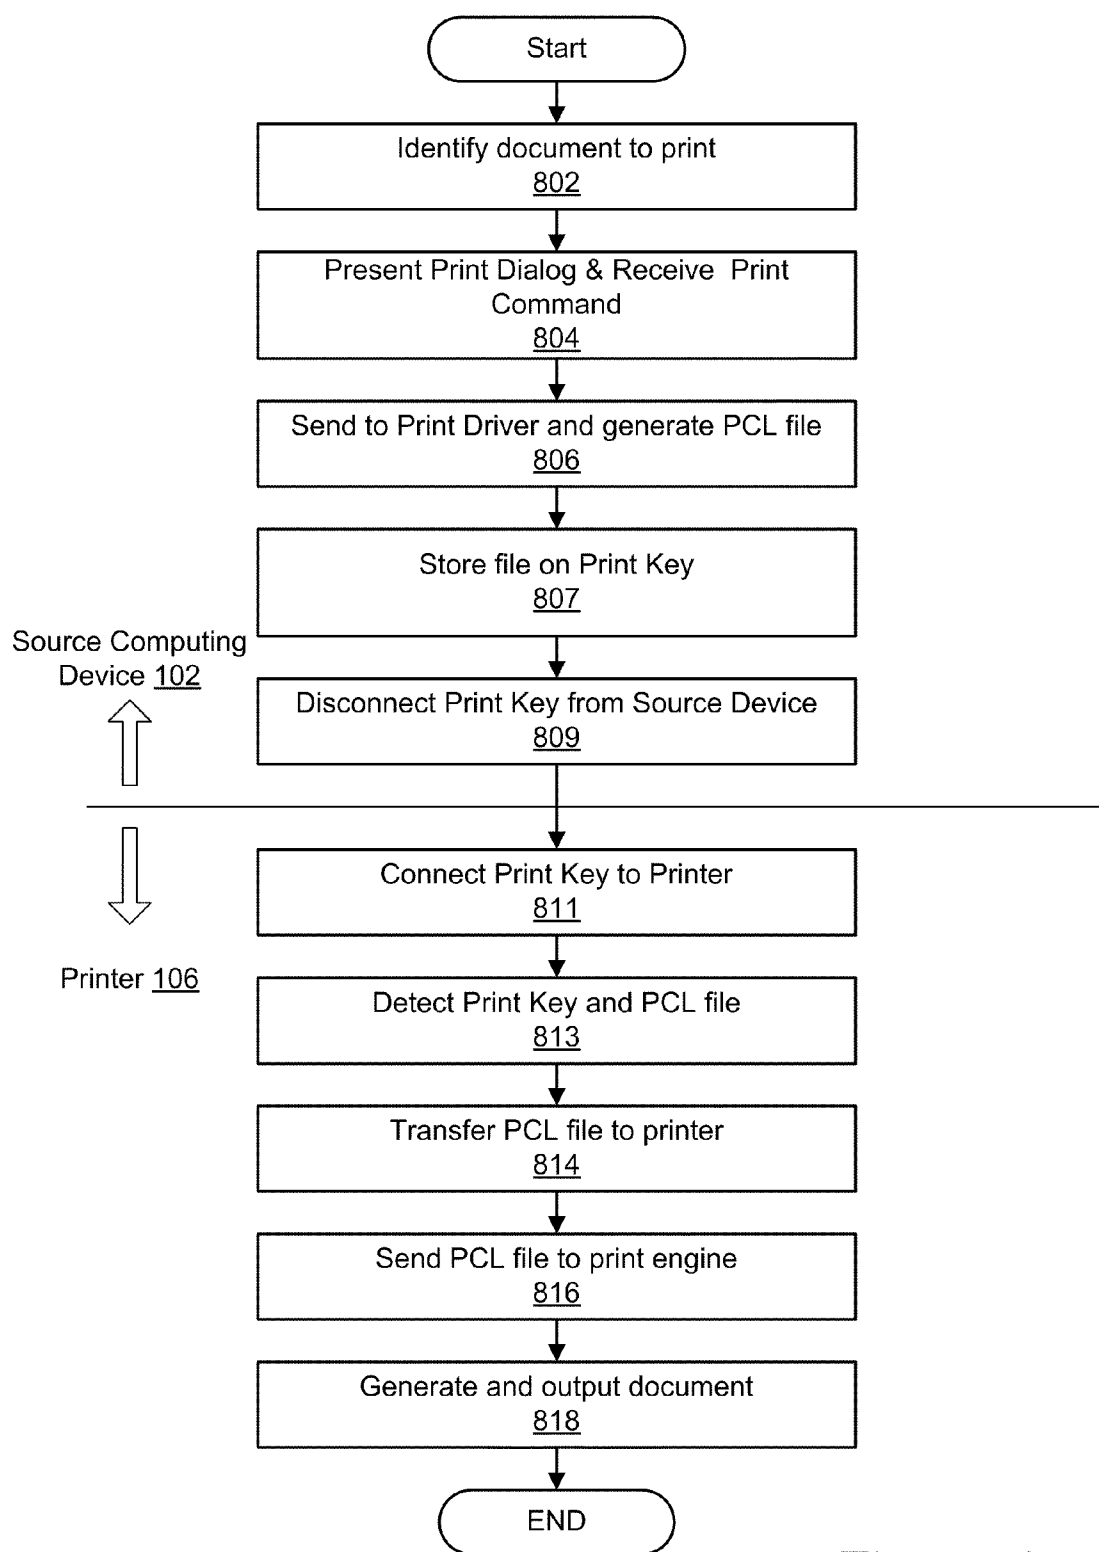 Start
Identify document to print
802
Present Print Dialog & Receive Print
Command
804
Send to Print Driver and generate PCL file
806
Store file on Print Key
807
Source Computing
Device 102
Disconnect Print Key from Source Device
809
Connect Print Key to Printer
811
Printer 106
Detect Print Key and PCL file
813
Transfer PCL file to printer
814
Send PCL file to print engine
816
Generate and output document
818
END